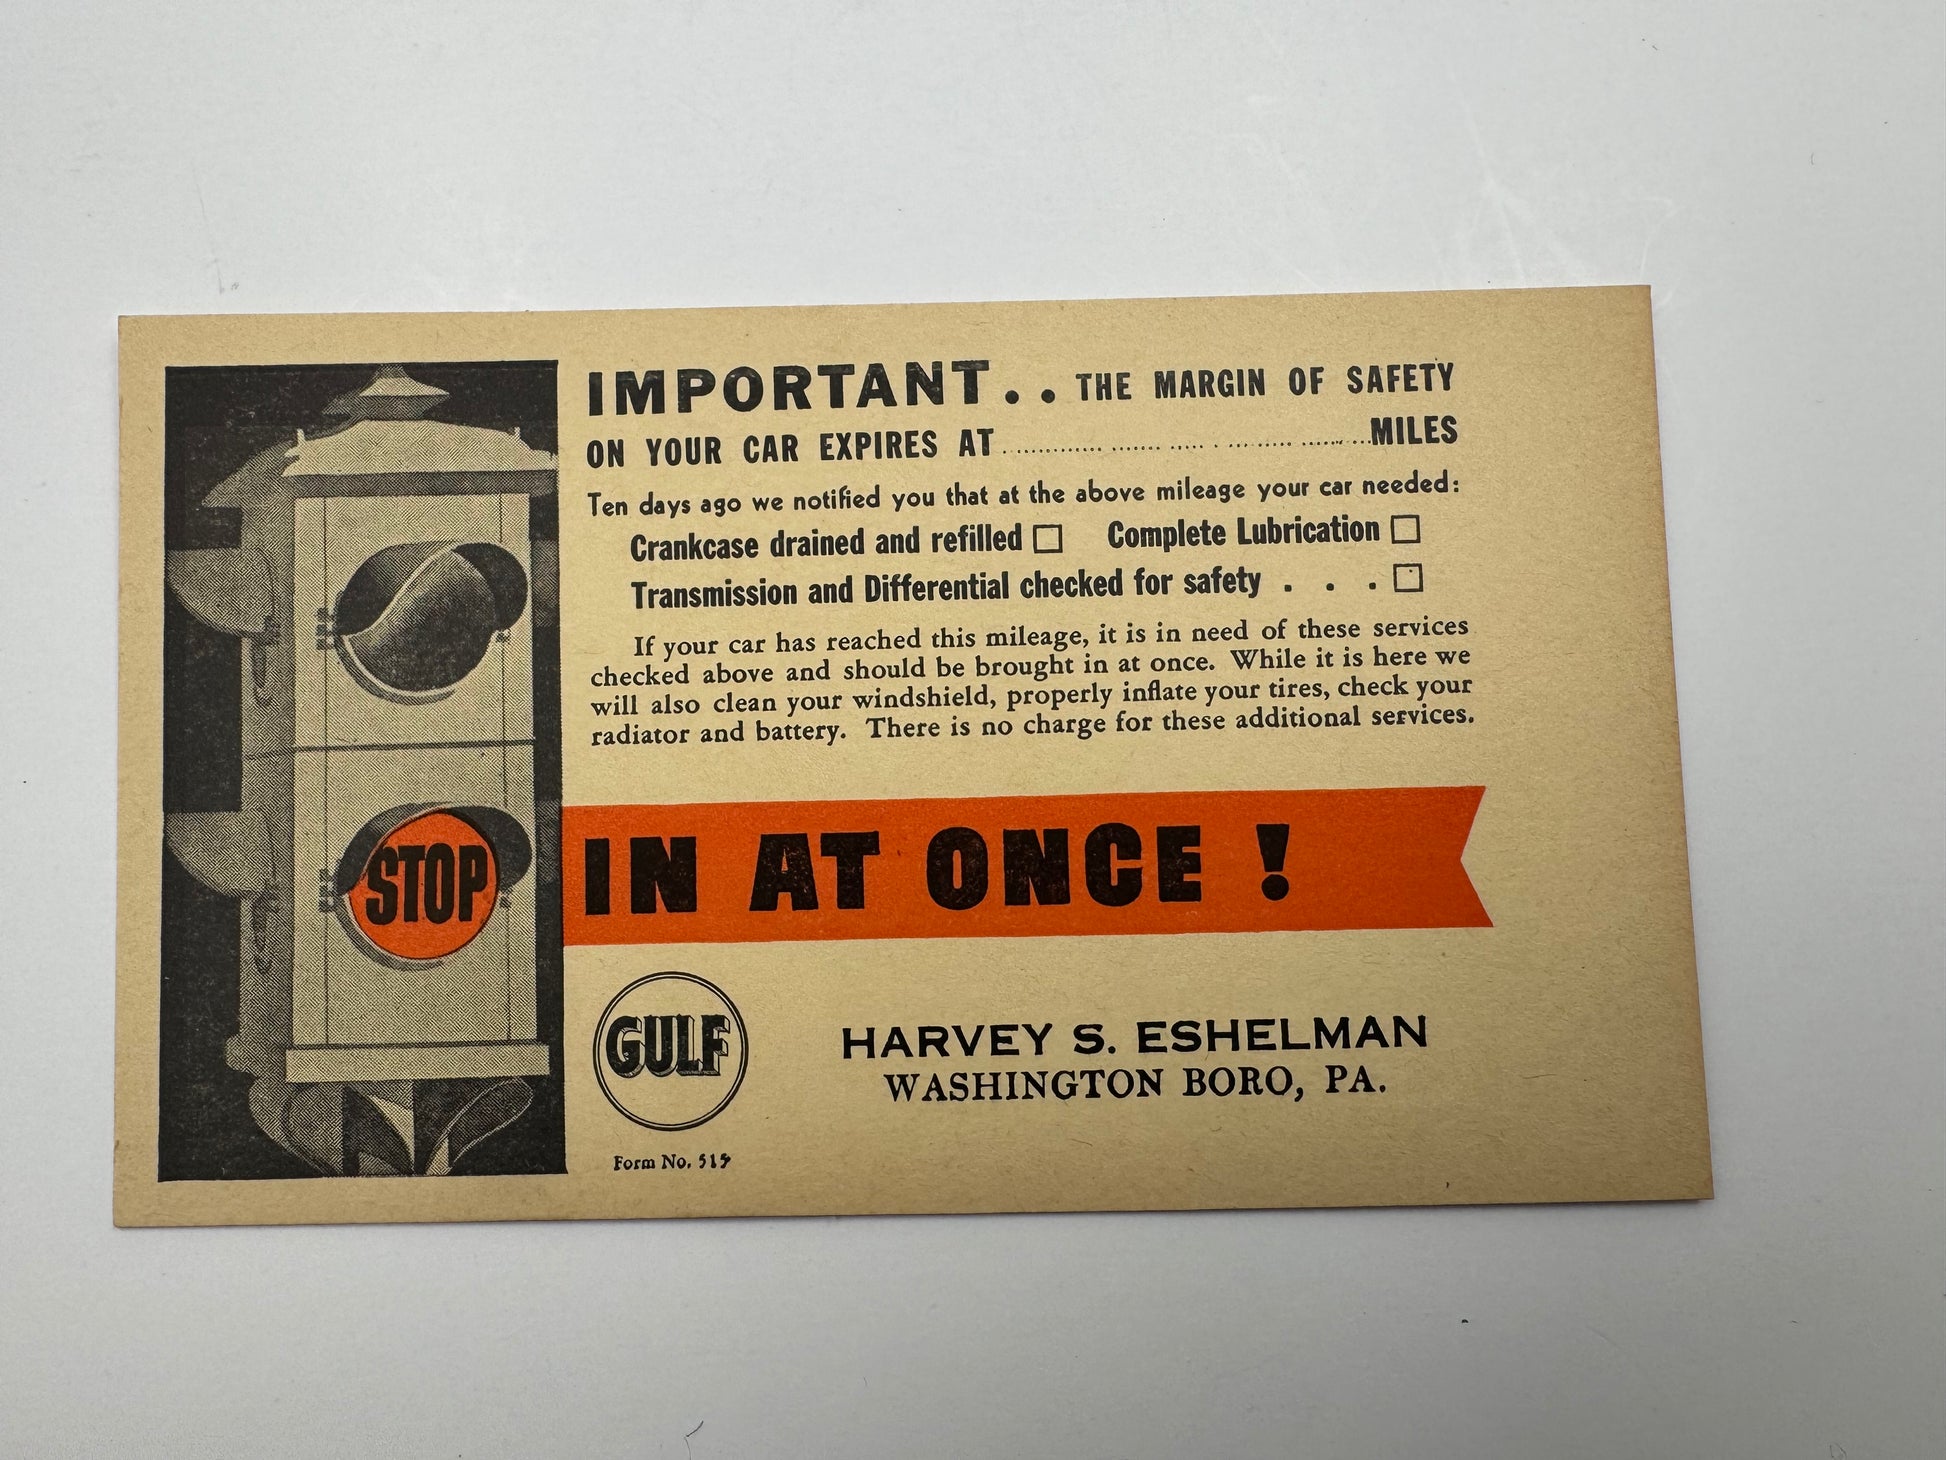 IMPORTANT.. THE MARGIN OF SAFETY
ON YOUR CAR EXPIRES AT ........................................ MILES
Ten days ago we notified you that at the above mileage your car needed:
Crankcase drained and refilled □ Complete Lubrication □
Transmission and Differential checked for safety . . . □
If your car has reached this mileage, it is in need of these services
checked above and should be brought in at once. While it is here we
will also clean your windshield, properly inflate your tires, check your
radiator and battery. There is no charge for these additional services.
STOP IN AT ONCE !
GULF
HARVEY S. ESHELMAN
WASHINGTON BORO, PA.
Form No. 515